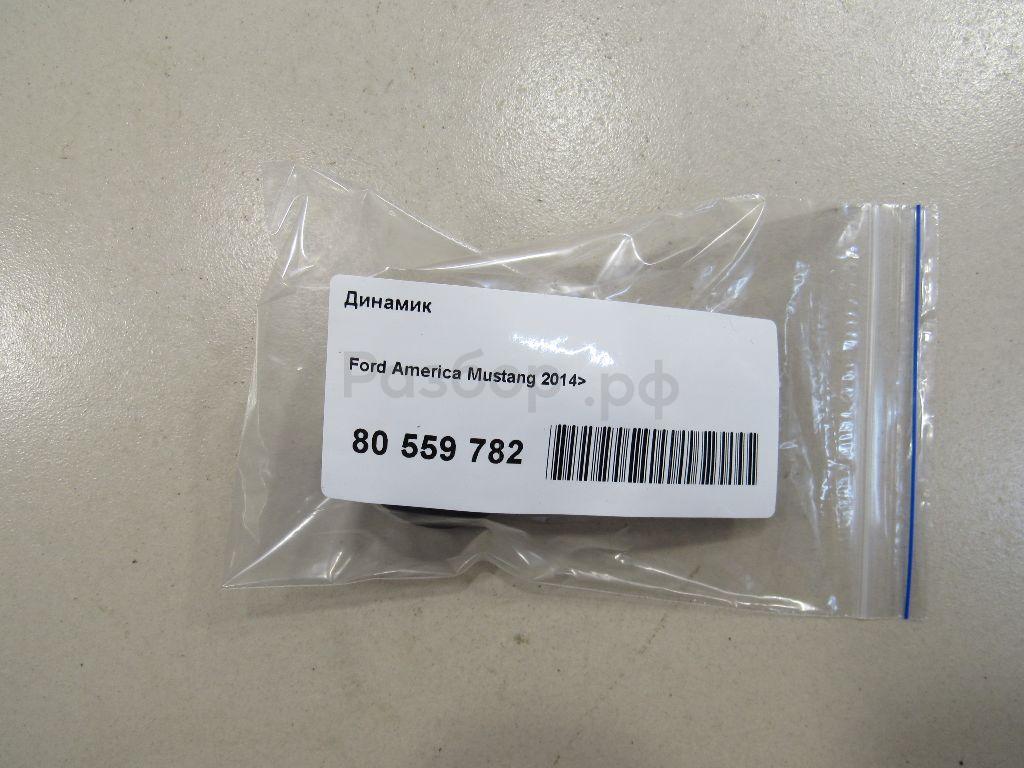 Динамик
Ford America Mustang 2014>
Разбор.рф
80 559 782